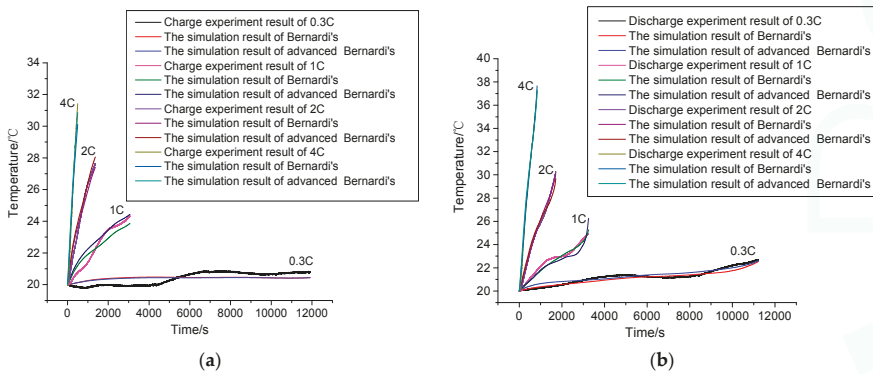 Charge experiment result of 0.3C
The simulation result of Bernardi's
The simulation result of advanced Bernardi's
Charge experiment result of 1C
The simulation result of Bernardi's
The simulation result of advanced Bernardi's
Charge experiment result of 2C
The simulation result of Bernardi's
The simulation result of advanced Bernardi's
Charge experiment result of 4C
The simulation result of Bernardi's
The simulation result of advanced Bernardi's
Temperature/℃
34
32
30
28
26
24
22
20
4C
2C
1C
0.3C
0 2000 4000 6000 8000 10000 12000
Time/s
(a)
Discharge experiment result of 0.3C
The simulation result of Bernardi's
The simulation result of advanced Bernardi's
Discharge experiment result of 1C
The simulation result of Bernardi's
The simulation result of advanced Bernardi's
Discharge experiment result of 2C
The simulation result of Bernardi's
The simulation result of advanced Bernardi's
Discharge experiment result of 4C
The simulation result of Bernardi's
The simulation result of advanced Bernardi's
Temperature/℃
40
38
36
34
32
30
28
26
24
22
20
4C
2C
1C
0.3C
0 2000 4000 6000 8000 10000 12000
Time/s
(b)